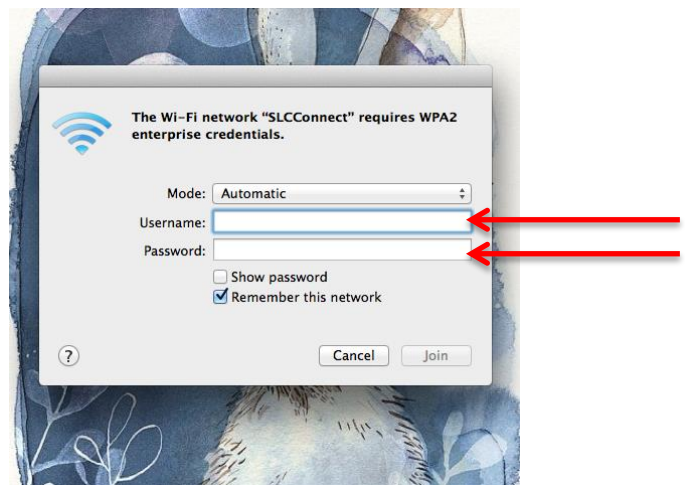 The Wi-Fi network “SLCConnect” requires WPA2
enterprise credentials.
Mode: Automatic
Username:
Password:
Show password
Remember this network
? Cancel Join